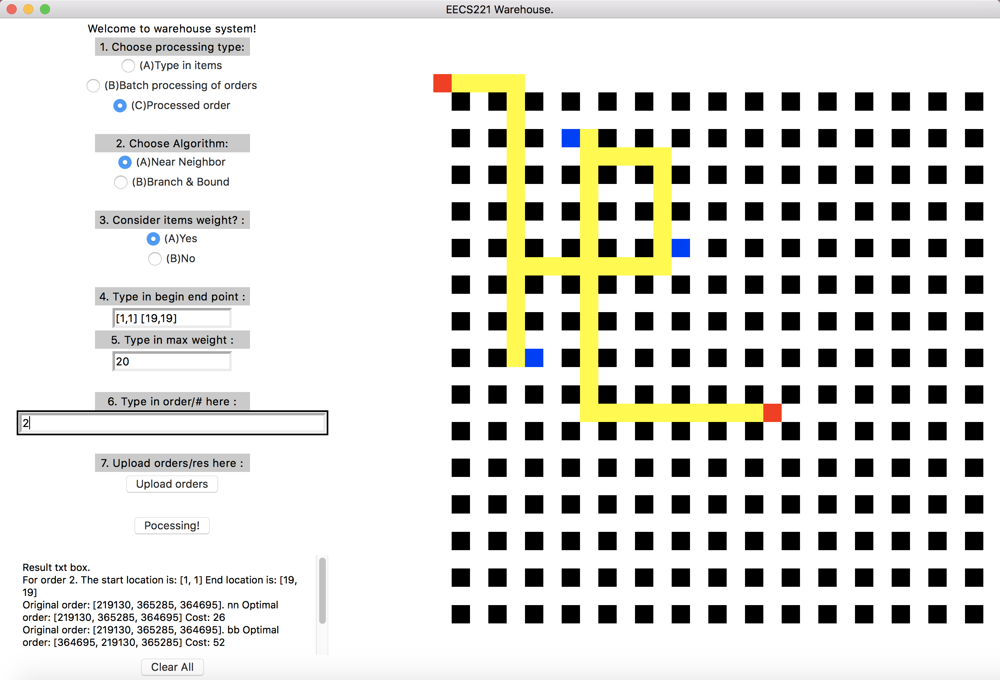 EECS221 Warehouse.
Welcome to warehouse system!
1. Choose processing type:
(A)Type in items
(B)Batch processing of orders
(C)Processed order
2. Choose Algorithm:
(A)Near Neighbor
(B)Branch & Bound
3. Consider items weight? :
(A)Yes
(B)No
4. Type in begin end point :
[1,1] [19,19]
5. Type in max weight :
20
6. Type in order/# here :
2
7. Upload orders/res here :
Upload orders
Pocessing!
Result txt box.
For order 2. The start location is: [1, 1] End location is: [19,
19]
Original order: [219130, 365285, 364695]. nn Optimal
order: [219130, 365285, 364695] Cost: 26
Original order: [219130, 365285, 364695]. bb Optimal
order: [364695, 219130, 365285] Cost: 52
Clear All